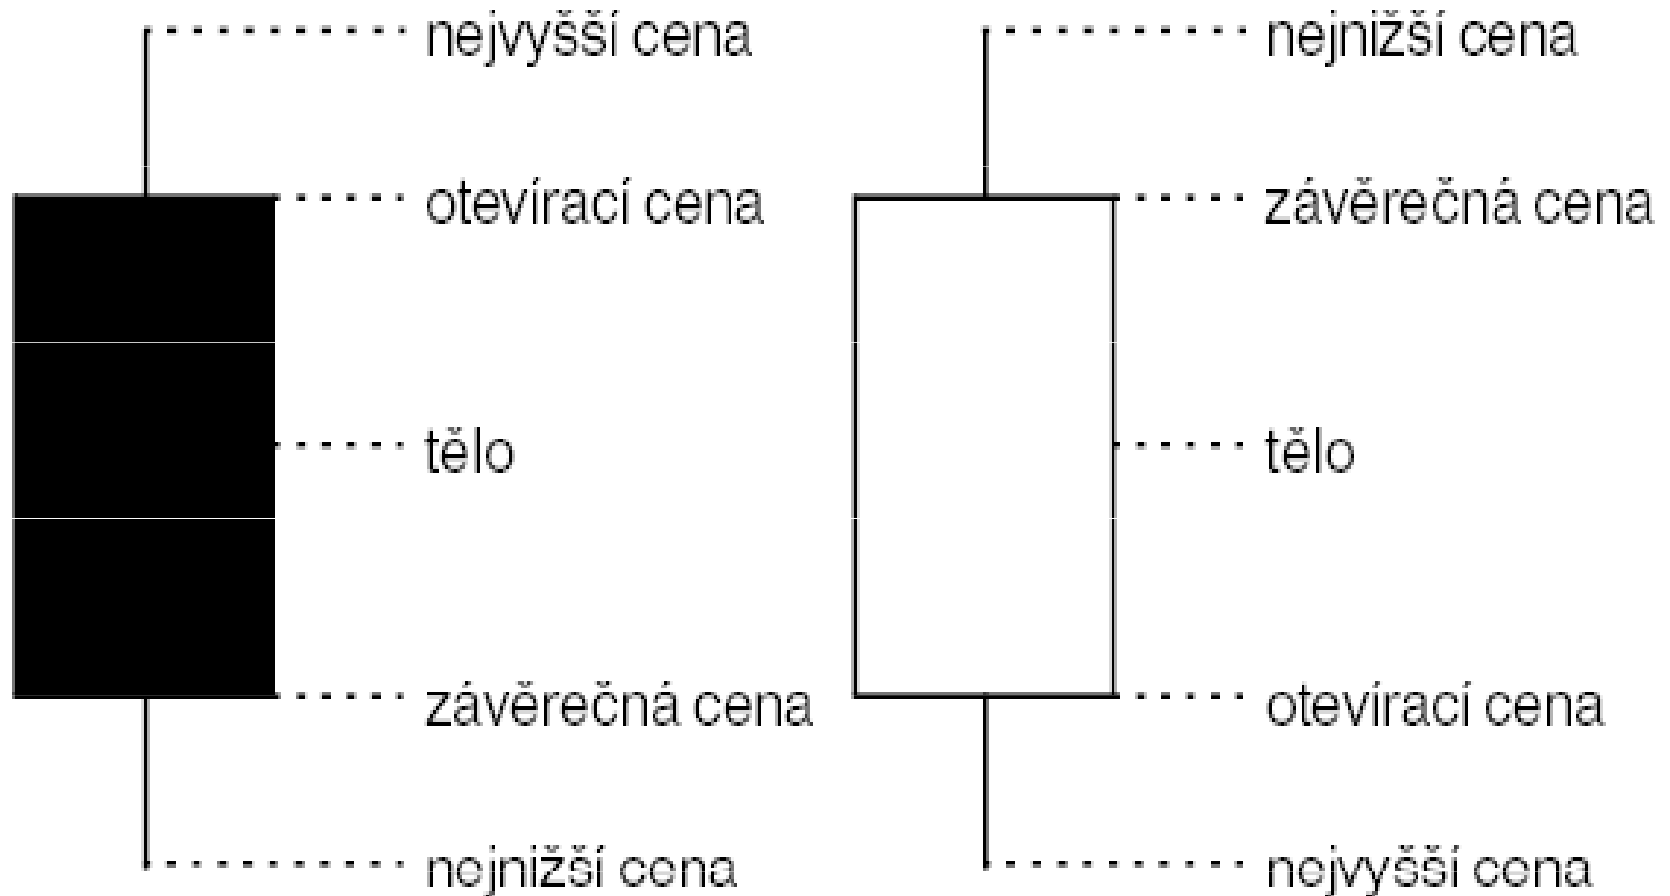 nejvyšší cena
otevírací cena
tělo
závěrečná cena
nejnižší cena
nejnižší cena
závěrečná cena
tělo
otevírací cena
nejvyšší cena